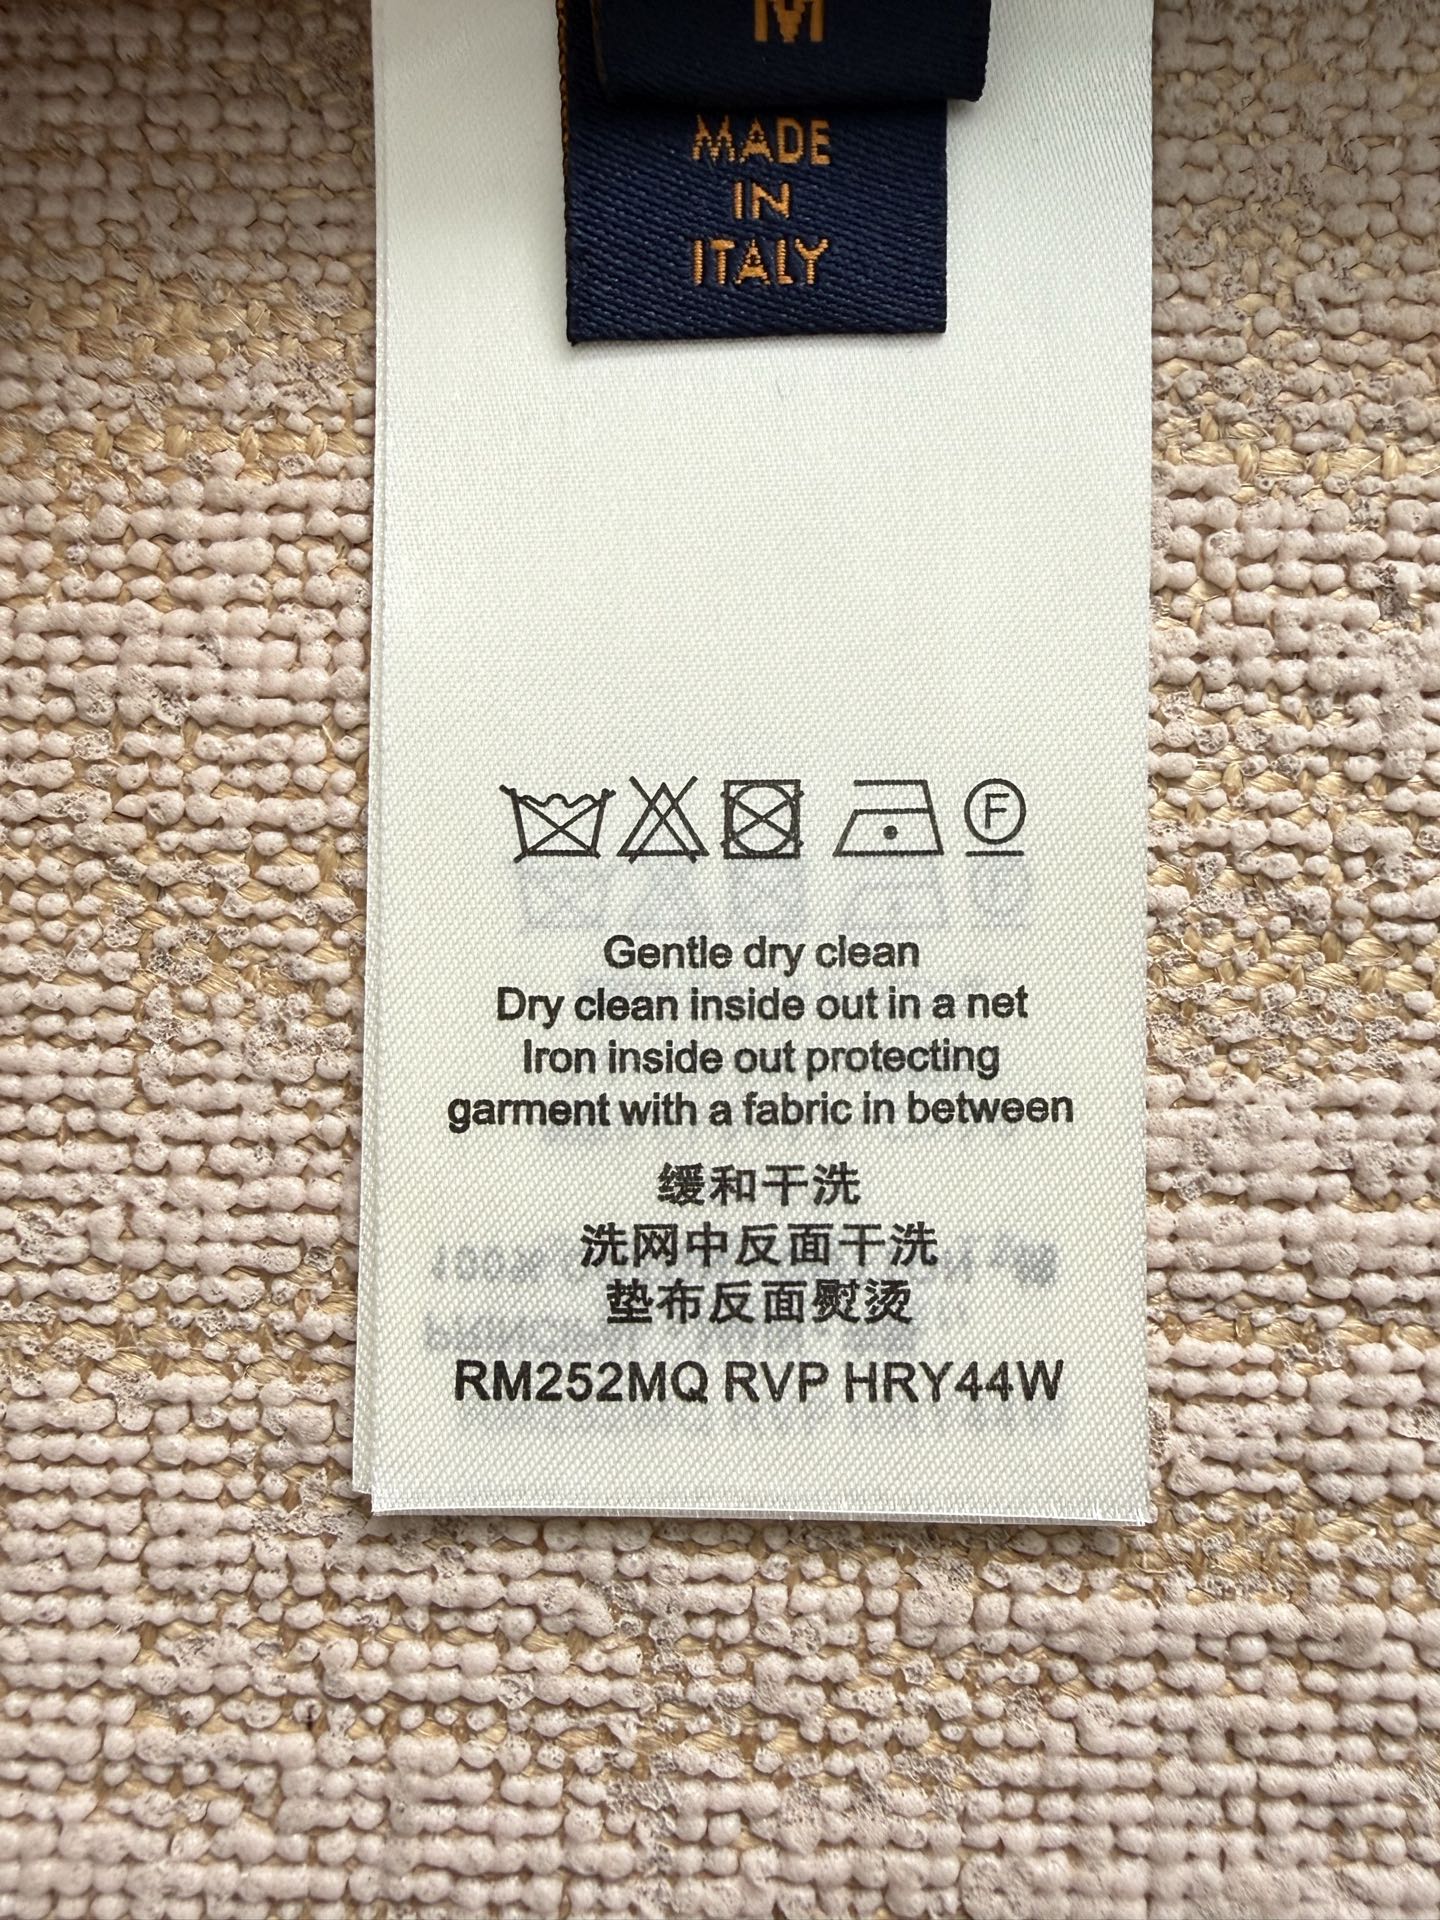 M
MADE
IN
ITALY
F
Gentle dry clean
Dry clean inside out in a net
Iron inside out protecting
garment with a fabric in between
缓和干洗
洗网中反面干洗
垫布反面熨烫
RM252MQ RVP HRY44W